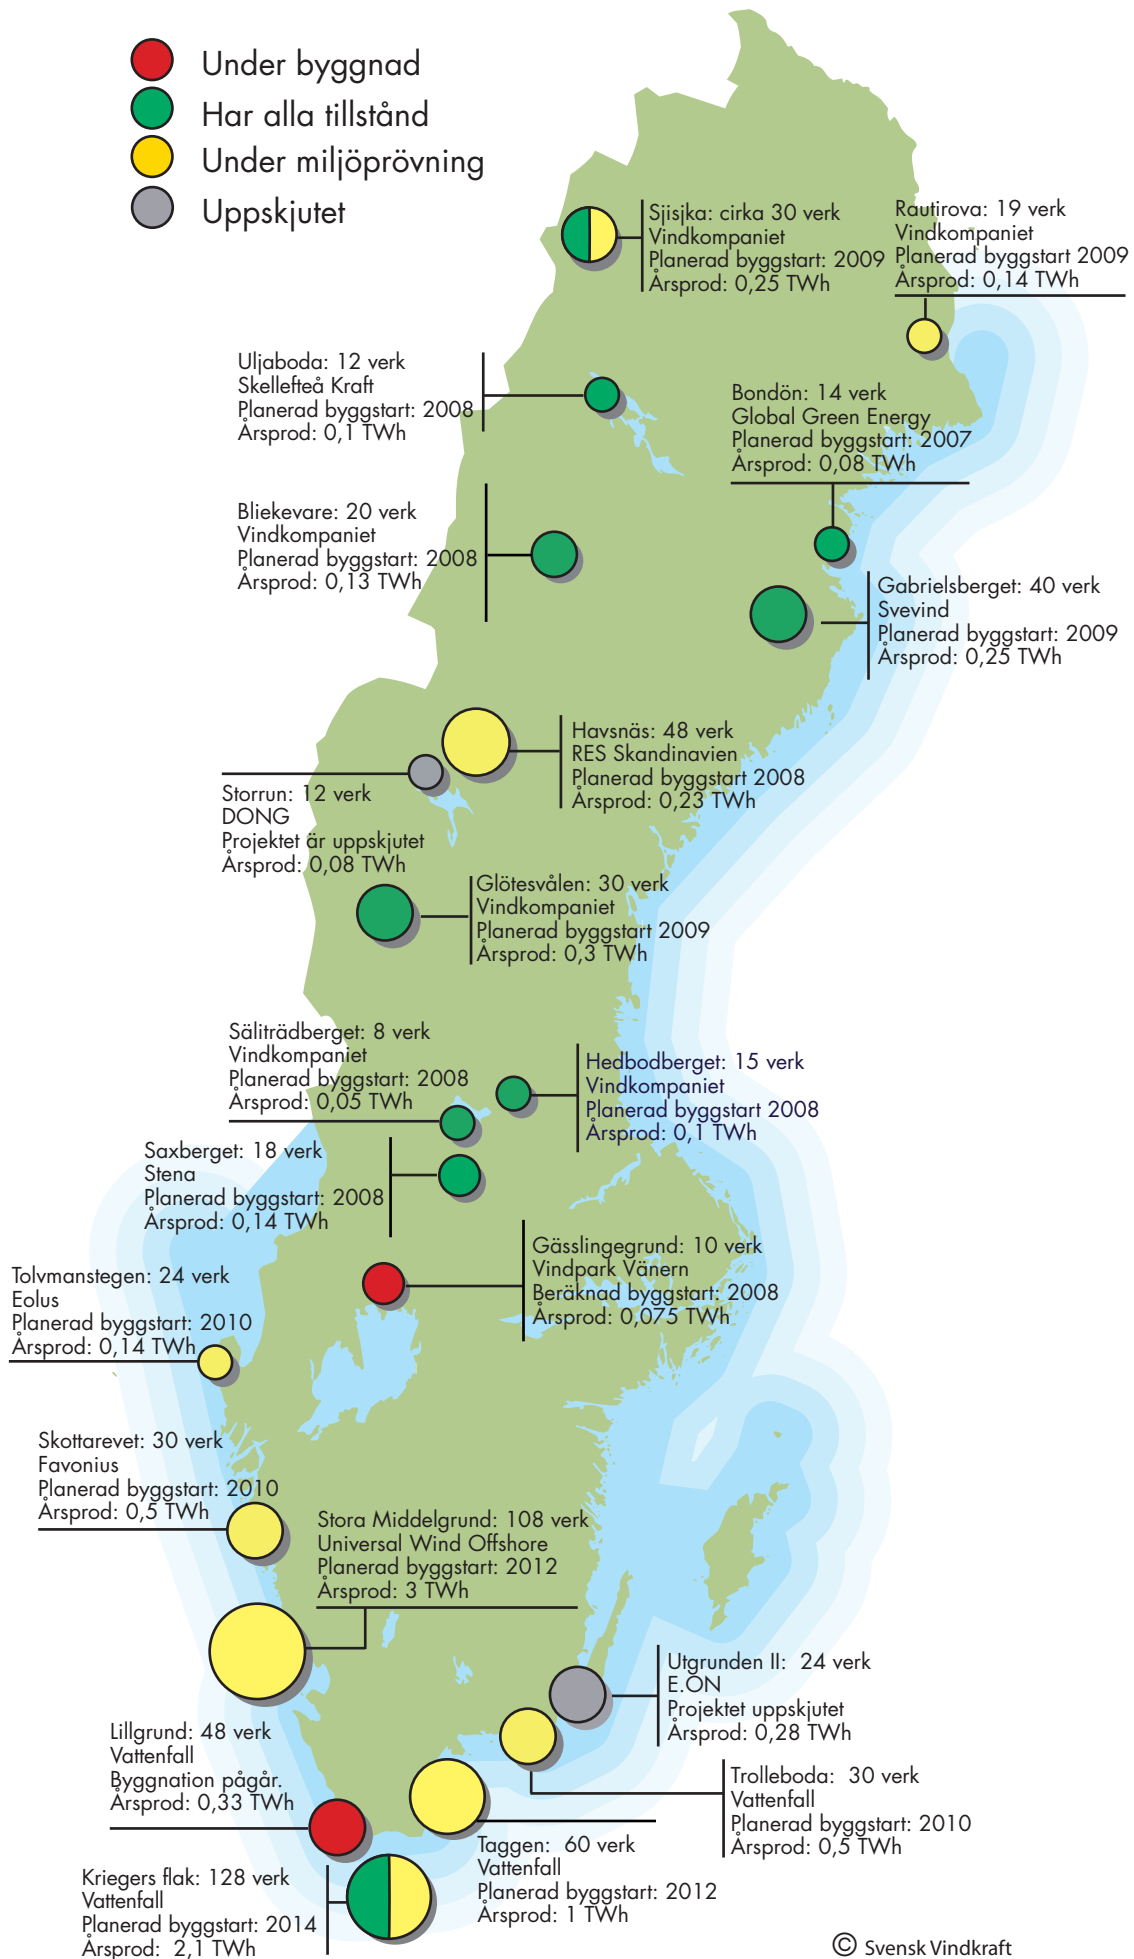 Under byggnad
Har alla tillstånd
Under miljöprövning
Uppskjutet
Sjisjka: cirka 30 verk
Vindkompaniet
Planerad byggstart: 2009
Årsprod: 0,25 TWh
Rautirova: 19 verk
Vindkompaniet
Planerad byggstart 2009
Årsprod: 0,14 TWh
Uljaboda: 12 verk
Skellefteå Kraft
Planerad byggstart: 2008
Årsprod: 0,1 TWh
Bondön: 14 verk
Global Green Energy
Planerad byggstart: 2007
Årsprod: 0,08 TWh
Bliekevare: 20 verk
Vindkompaniet
Planerad byggstart: 2008
Årsprod: 0,13 TWh
Gabrielsberget: 40 verk
Svevind
Planerad byggstart: 2009
Årsprod: 0,25 TWh
Havsnäs: 48 verk
RES Skandinavien
Planerad byggstart 2008
Årsprod: 0,23 TWh
Storrun: 12 verk
DONG
Projektet är uppskjutet
Årsprod: 0,08 TWh
Glötesvålen: 30 verk
Vindkompaniet
Planerad byggstart 2009
Årsprod: 0,3 TWh
Säliträdberget: 8 verk
Vindkompaniet
Planerad byggstart: 2008
Årsprod: 0,05 TWh
Hedbodberget: 15 verk
Vindkompaniet
Planerad byggstart 2008
Årsprod: 0,1 TWh
Saxberget: 18 verk
Stena
Planerad byggstart: 2008
Årsprod: 0,14 TWh
Gässlingegrund: 10 verk
Vindpark Vänern
Beräknad byggstart: 2008
Årsprod: 0,075 TWh
Tolvmanstegen: 24 verk
Eolus
Planerad byggstart: 2010
Årsprod: 0,14 TWh
Skottarevet: 30 verk
Favonius
Planerad byggstart: 2010
Årsprod: 0,5 TWh
Stora Middelgrund: 108 verk
Universal Wind Offshore
Planerad byggstart: 2012
Årsprod: 3 TWh
Utgrunden II: 24 verk
E.ON
Projektet uppskjutet
Årsprod: 0,28 TWh
Lillgrund: 48 verk
Vattenfall
Byggnation pågår.
Årsprod: 0,33 TWh
Trolleboda: 30 verk
Vattenfall
Planerad byggstart: 2010
Årsprod: 0,5 TWh
Taggen: 60 verk
Vattenfall
Planerad byggstart: 2012
Årsprod: 1 TWh
Kriegers flak: 128 verk
Vattenfall
Planerad byggstart: 2014
Årsprod: 2,1 TWh
© Svensk Vindkraft